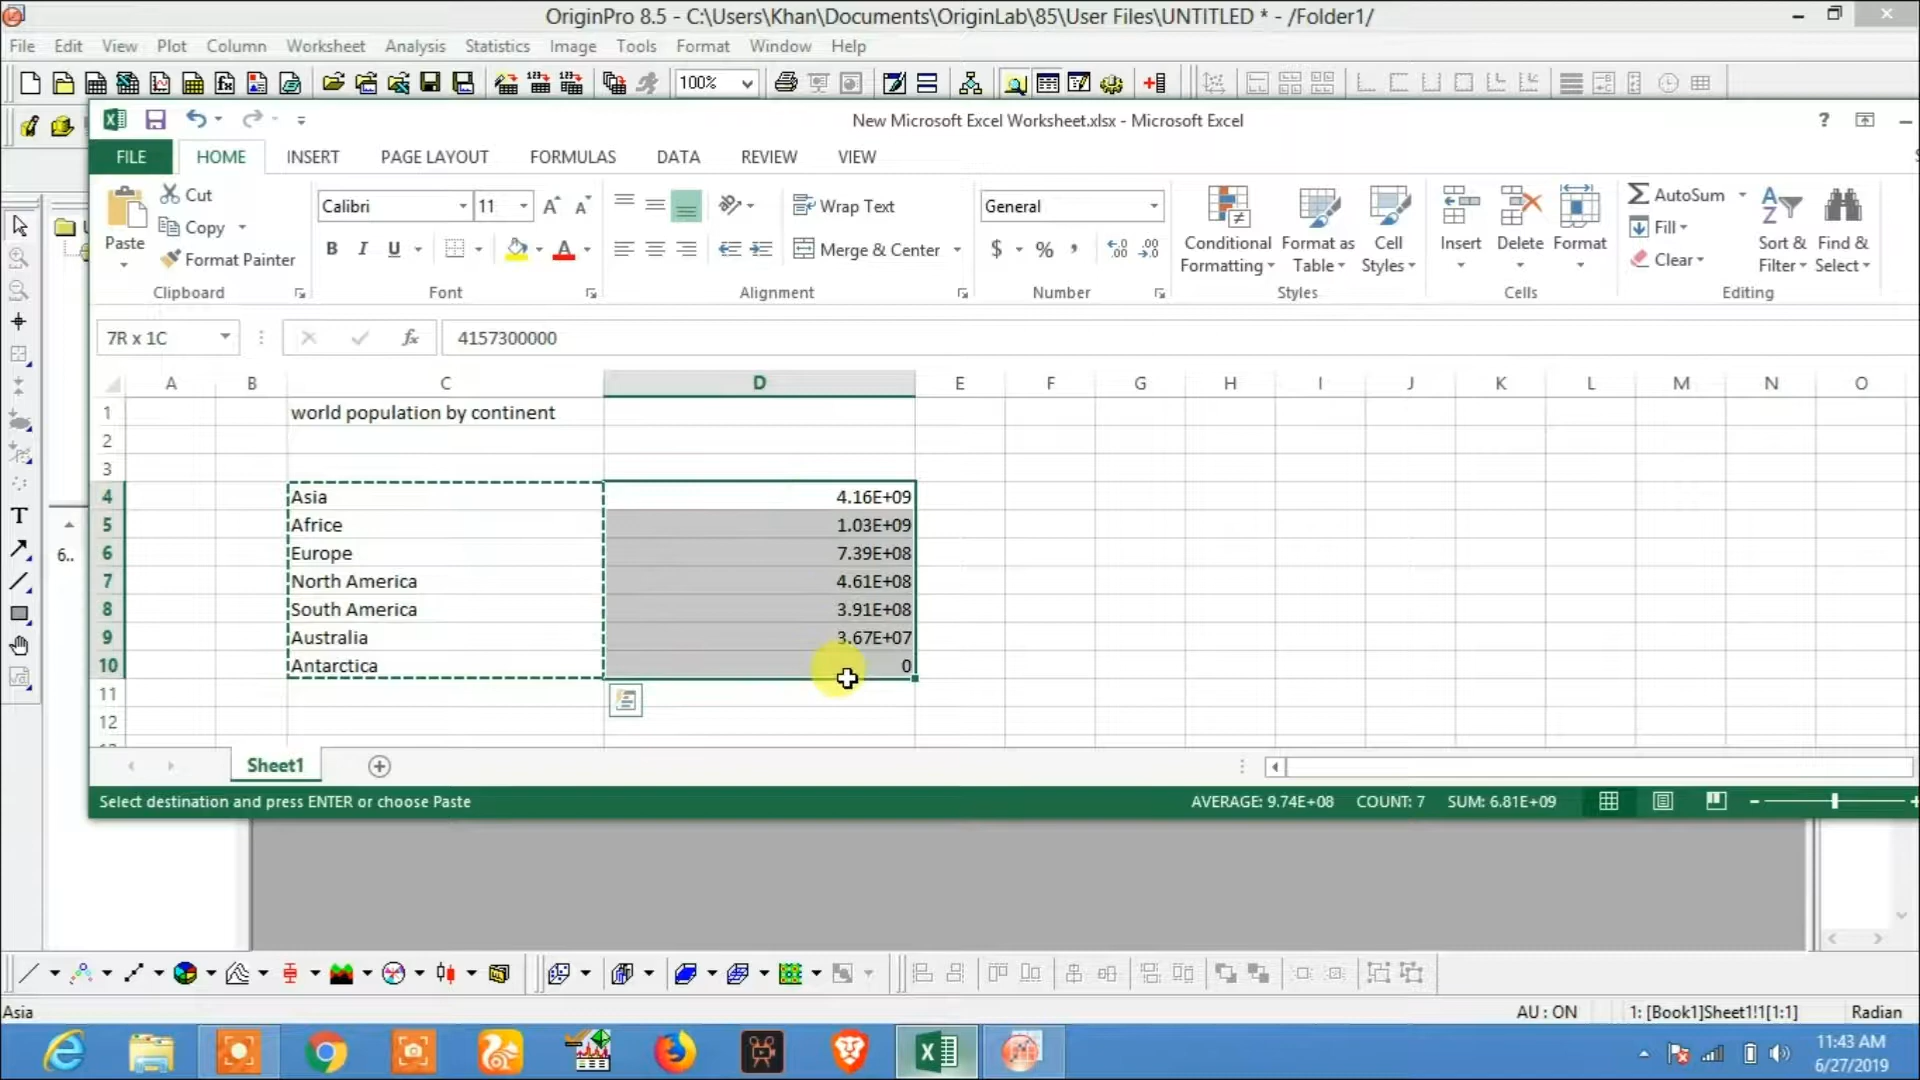 OriginPro 8.5 - C:\Users\Khan\Documents\OriginLab\85\User Files\UNTITLED * - /Folder1/
File Edit View Plot Column Worksheet Analysis Statistics Image Tools Format Window Help
100%
New Microsoft Excel Worksheet.xlsx - Microsoft Excel
FILE HOME INSERT PAGE LAYOUT FORMULAS DATA REVIEW VIEW
Paste
Cut
Copy
Format Painter
Clipboard
Calibri 11
B I U
Font
Wrap Text
Merge & Center
Alignment
General
$ % ,
Number
Conditional Formatting
Format as Table
Cell Styles
Styles
Insert Delete Format
Cells
AutoSum
Fill
Clear
Sort & Filter
Find & Select
Editing
7R x 1C fx 4157300000
A B C D E F G H I J K L M N O
1 world population by continent
2
3
4 Asia 4.16E+09
5 Africe 1.03E+09
6 Europe 7.39E+08
7 North America 4.61E+08
8 South America 3.91E+08
9 Australia 3.67E+07
10 Antarctica 0
11
12
6..
Sheet1
Select destination and press ENTER or choose Paste AVERAGE: 9.74E+08 COUNT: 7 SUM: 6.81E+09
Asia AU : ON 1: [Book1]Sheet1!1[1:1] Radian
11:43 AM
6/27/2019